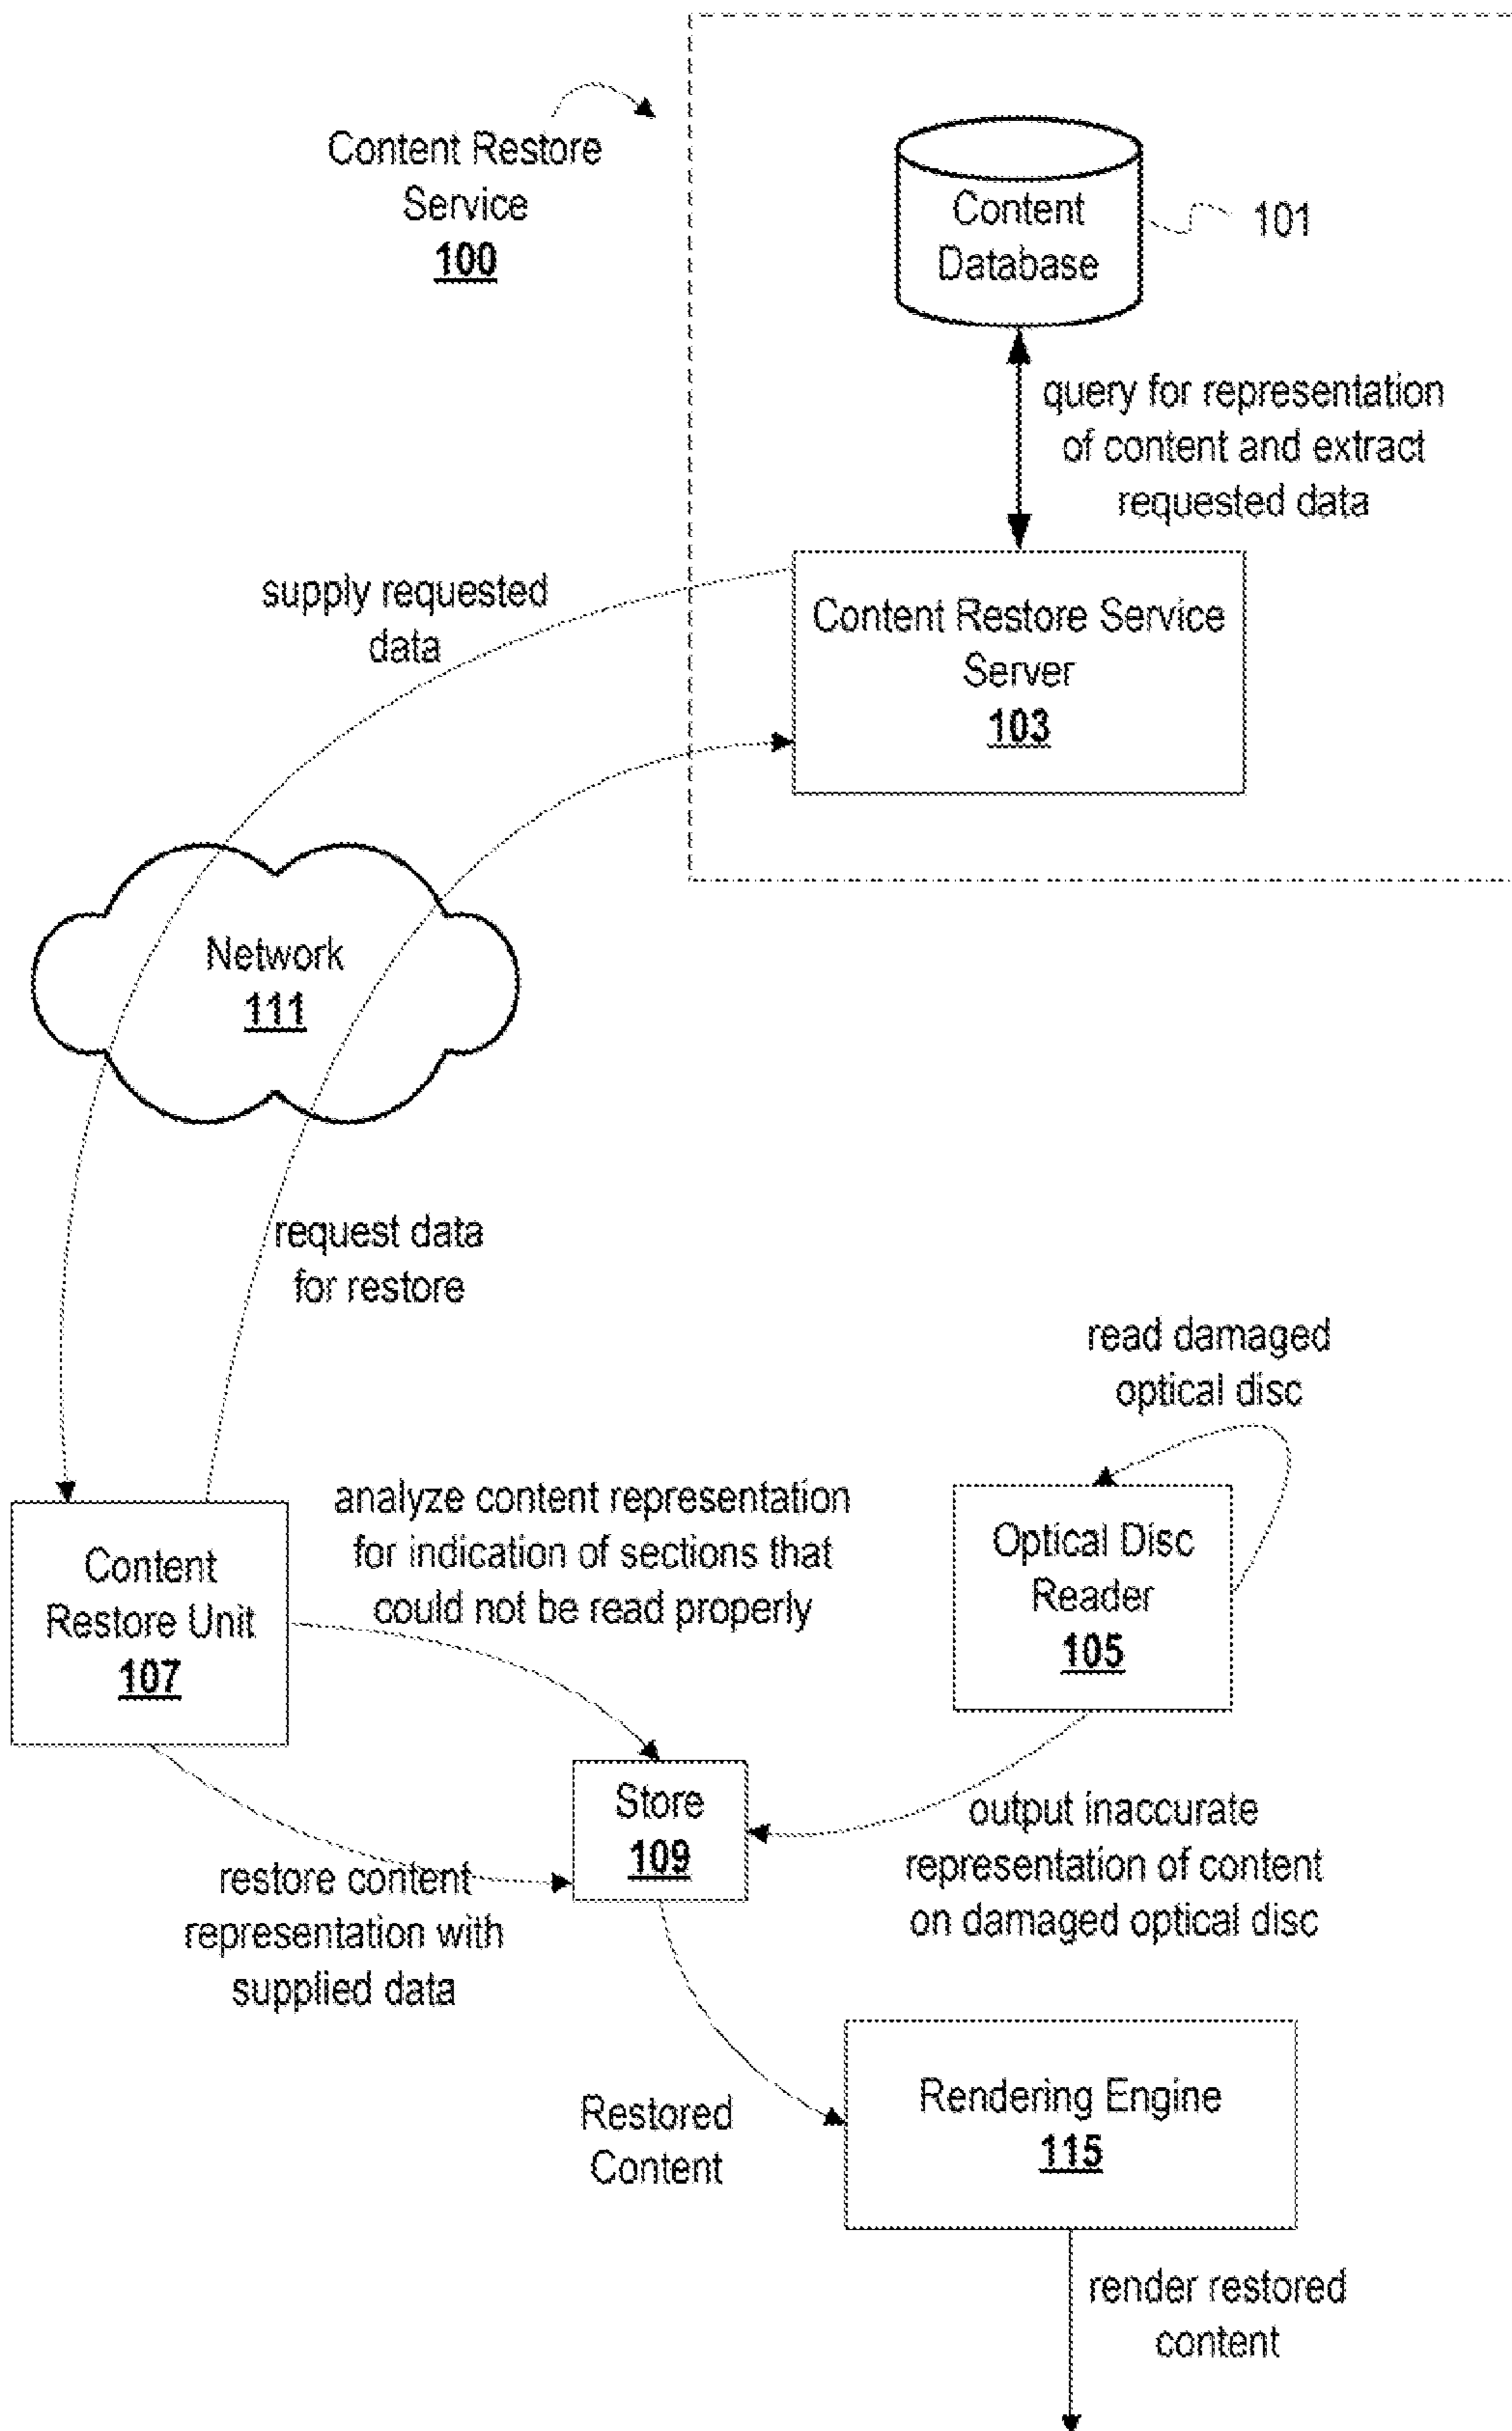 Content Restore
Service
100
Content
Database
101
query for representation
of content and extract
requested data
supply requested
data
Content Restore Service
Server
103
Network
111
request data
for restore
read damaged
optical disc
analyze content representation
for indication of sections that
could not be read properly
Content
Restore Unit
107
Optical Disc
Reader
105
Store
109
output inaccurate
representation of content
on damaged optical disc
restore content
representation with
supplied data
Restored
Content
Rendering Engine
115
render restored
content